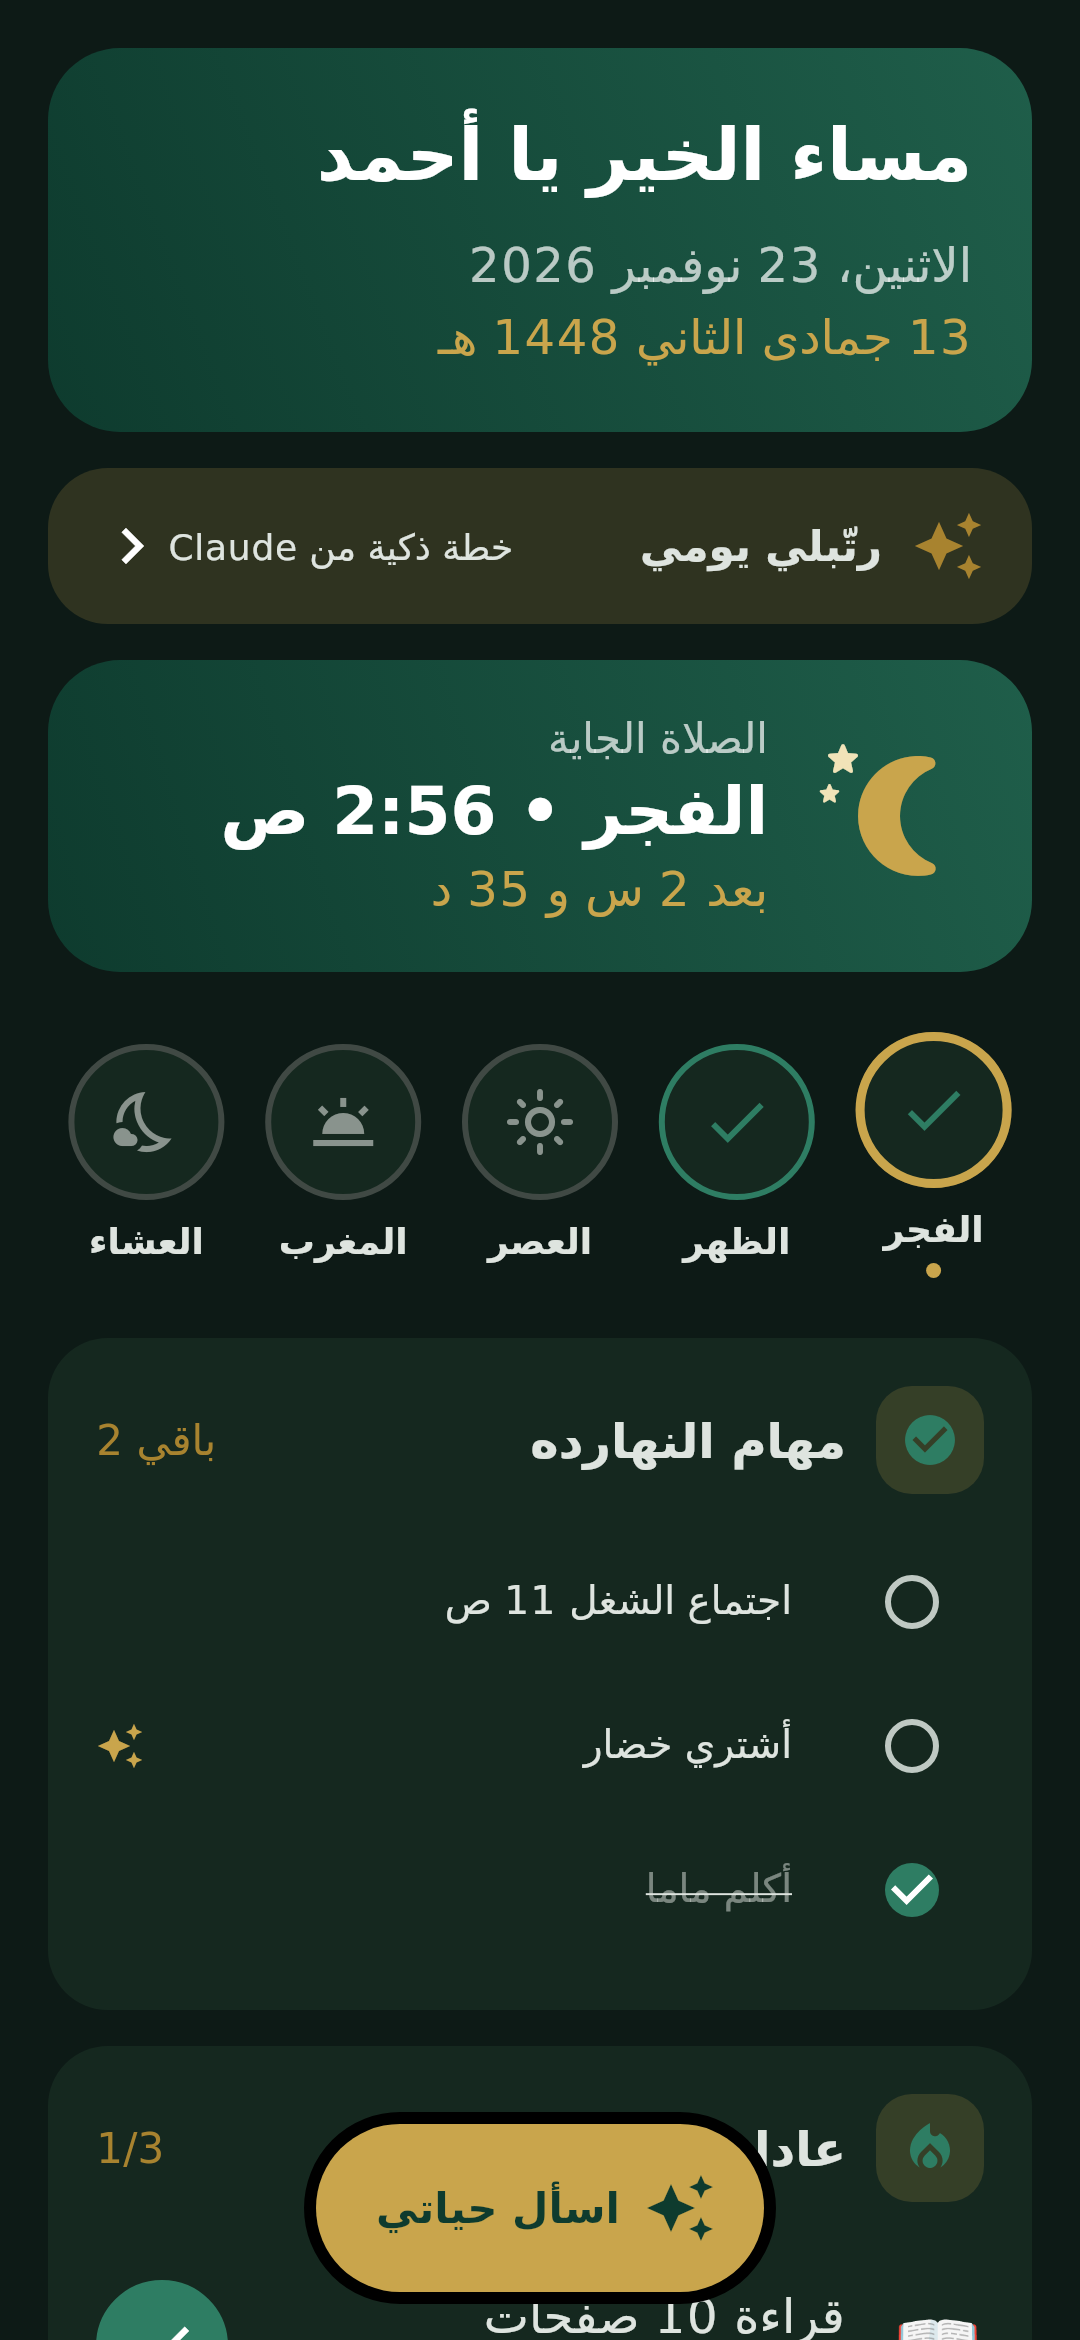 مساء الخير يا أحمد
الاثنين، 23 نوفمبر 2026
13 جمادى الثاني 1448 هـ
رتّبلي يومي
خطة ذكية من Claude
الصلاة الجاية
الفجر • 2:56 ص
بعد 2 س و 35 د
الفجر
الظهر
العصر
المغرب
العشاء
مهام النهارده
باقي 2
اجتماع الشغل 11 ص
أشتري خضار
أكلم ماما
1/3
اسأل حياتي
قراءة 10 صفحات